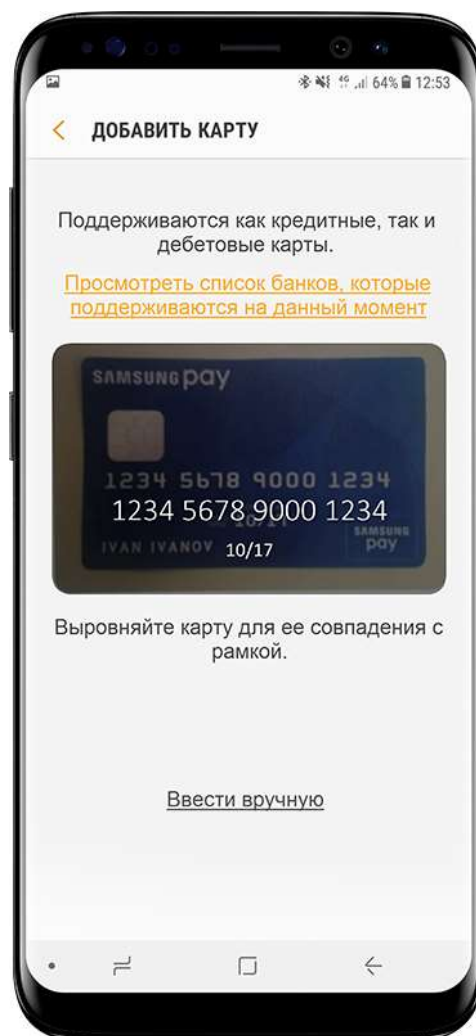 64% 12:53
ДОБАВИТЬ КАРТУ
Поддерживаются как кредитные, так и
дебетовые карты.
Просмотреть список банков, которые
поддерживаются на данный момент
SAMSUNG pay
1234 5678 9000 1234
1234 5678 9000 1234
10/17
IVAN IVANOV
10/17
SAMSUNG
pay
Выровняйте карту для ее совпадения с
рамкой.
Ввести вручную